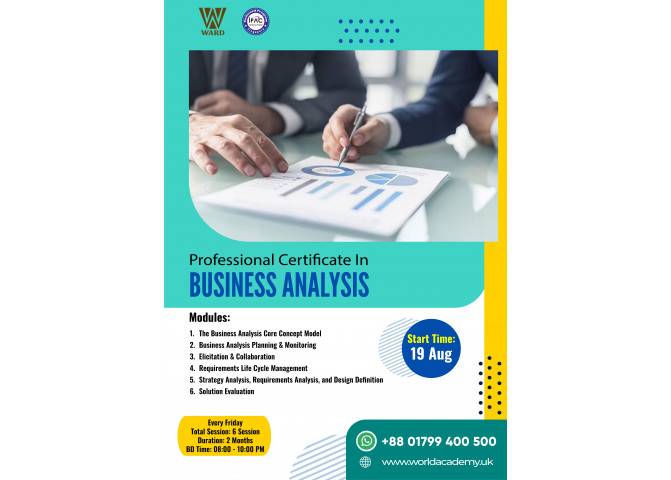 WARD
IPAC
Professional Certificate In
BUSINESS ANALYSIS
Modules:
1. The Business Analysis Core Concept Model
2. Business Analysis Planning & Monitoring
3. Elicitation & Collaboration
4. Requirements Life Cycle Management
5. Strategy Analysis, Requirements Analysis, and Design Definition
6. Solution Evaluation
Start Time:
19 Aug
Every Friday
Total Session: 6 Session
Duration: 2 Months
BD Time: 08:00 - 10:00 PM
+88 01799 400 500
www.worldacademy.uk